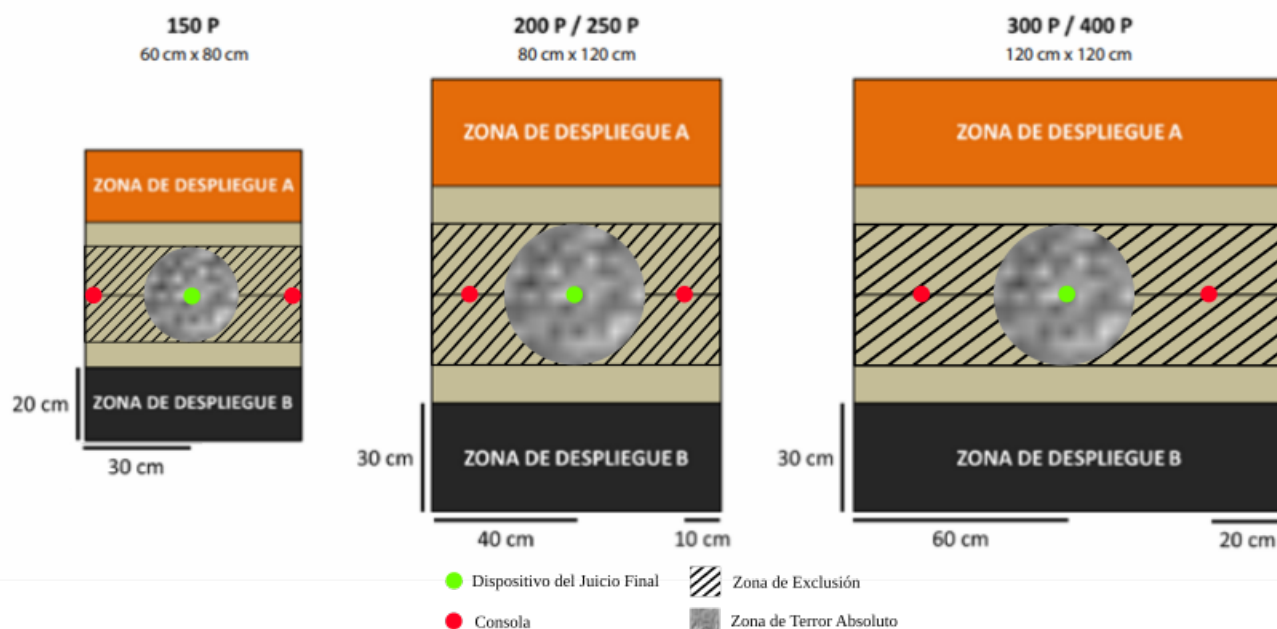 150 P
60 cm x 80 cm
ZONA DE DESPLIEGUE A
20 cm
ZONA DE DESPLIEGUE B
30 cm
200 P / 250 P
80 cm x 120 cm
ZONA DE DESPLIEGUE A
30 cm
ZONA DE DESPLIEGUE B
40 cm
10 cm
300 P / 400 P
120 cm x 120 cm
ZONA DE DESPLIEGUE A
30 cm
ZONA DE DESPLIEGUE B
60 cm
20 cm
Dispositivo del Juicio Final
Zona de Exclusión
Consola
Zona de Terror Absoluto